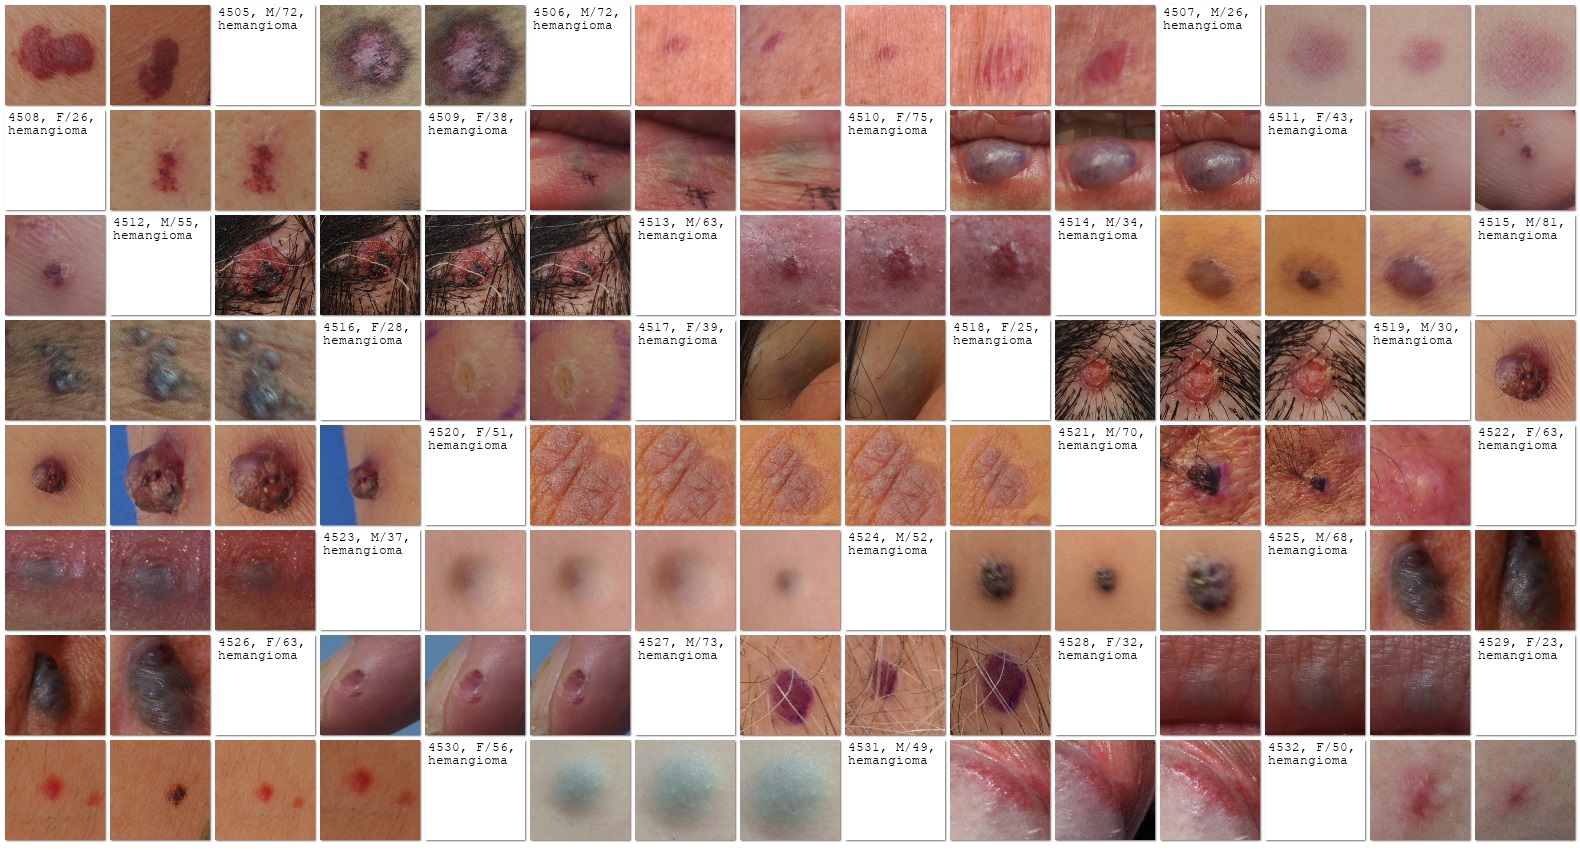 4505, M/72,
hemangioma
4506, M/72,
hemangioma
4507, M/26,
hemangioma
4508, F/26,
hemangioma
4509, F/38,
hemangioma
4510, F/75,
hemangioma
4511, F/43,
hemangioma
4512, M/55,
hemangioma
4513, M/63,
hemangioma
4514, M/34,
hemangioma
4515, M/81,
hemangioma
4516, F/28,
hemangioma
4517, F/39,
hemangioma
4518, F/25,
hemangioma
4519, M/30,
hemangioma
4520, F/51,
hemangioma
4521, M/70,
hemangioma
4522, F/63,
hemangioma
4523, M/37,
hemangioma
4524, M/52,
hemangioma
4525, M/68,
hemangioma
4526, F/63,
hemangioma
4527, M/73,
hemangioma
4528, F/32,
hemangioma
4529, F/23,
hemangioma
4530, F/56,
hemangioma
4531, M/49,
hemangioma
4532, F/50,
hemangioma